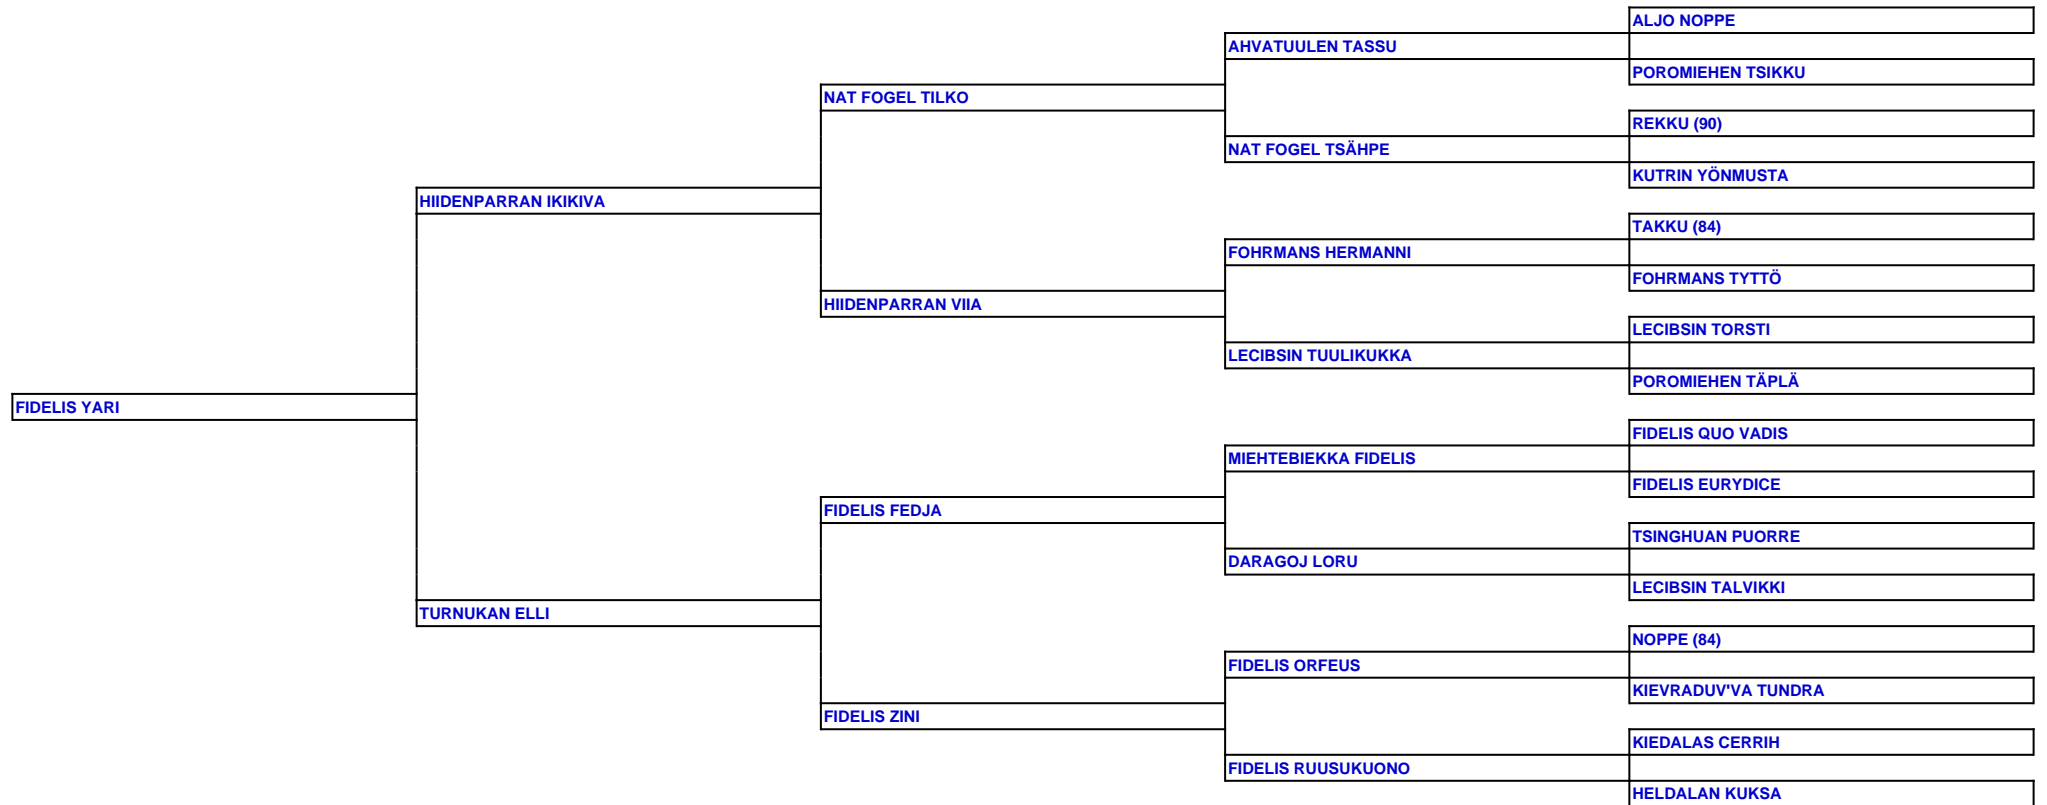 ALJO NOPPE
AHVATUULEN TASSU
POROMIEHEN TSIKKU
NAT FOGEL TILKO
REKKU (90)
NAT FOGEL TSÄHPE
KUTRIN YÖNMUSTA
HIIDENPARRAN IKIKIVA
TAKKU (84)
FOHRMANS HERMANNI
FOHRMANS TYTTÖ
HIIDENPARRAN VIIA
LECIBSIN TORSTI
LECIBSIN TUULIKUKKA
POROMIEHEN TÄPLÄ
FIDELIS YARI
FIDELIS QUO VADIS
MIEHTEBIEKKA FIDELIS
FIDELIS EURYDICE
FIDELIS FEDJA
TSINGHUAN PUORRE
DARAGOJ LORU
LECIBSIN TALVIKKI
TURNUKAN ELLI
NOPPE (84)
FIDELIS ORFEUS
KIEVRADUV'VA TUNDRA
FIDELIS ZINI
KIEDALAS CERRIH
FIDELIS RUUSUKUONO
HELDALAN KUKSA